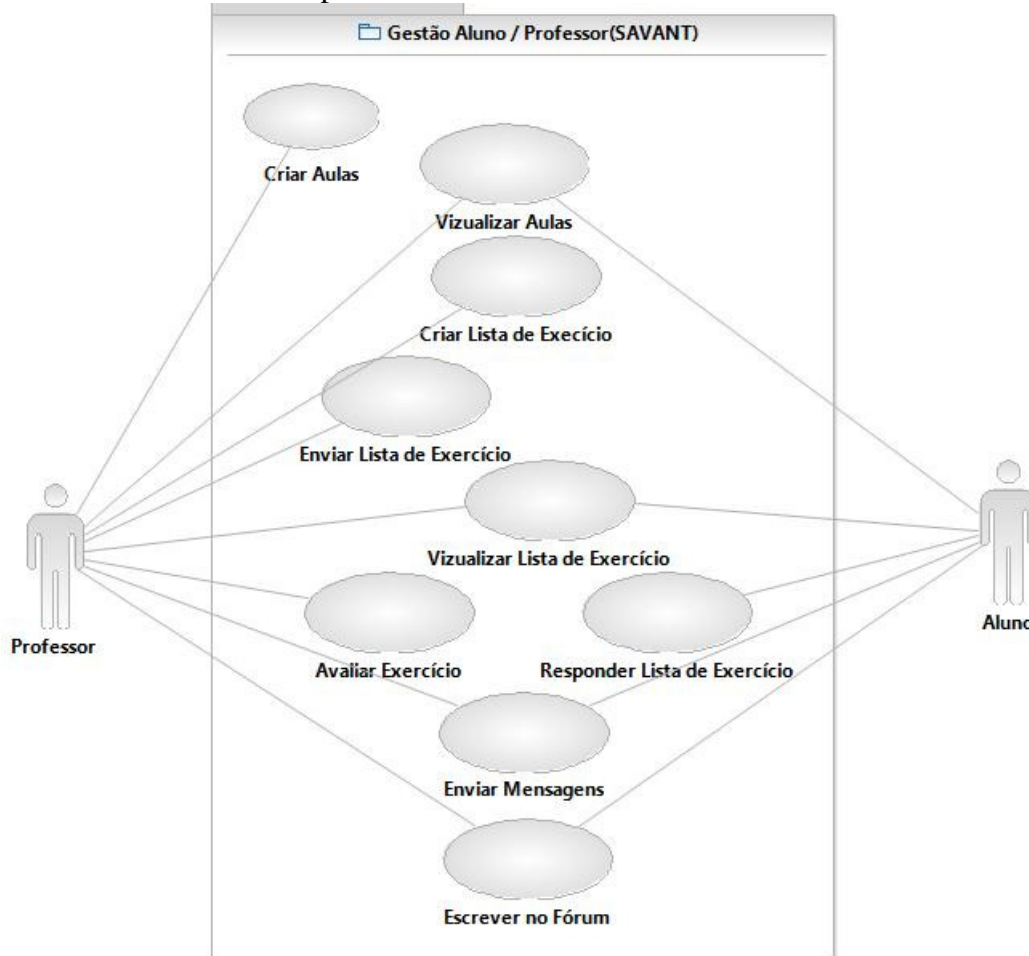 Gestão Aluno / Professor(SAVANT)
Criar Aulas
Vizualizar Aulas
Criar Lista de Execício
Enviar Lista de Exercício
Vizualizar Lista de Exercício
Professor
Aluno
Avaliar Exercício
Responder Lista de Exercício
Enviar Mensagens
Escrever no Fórum